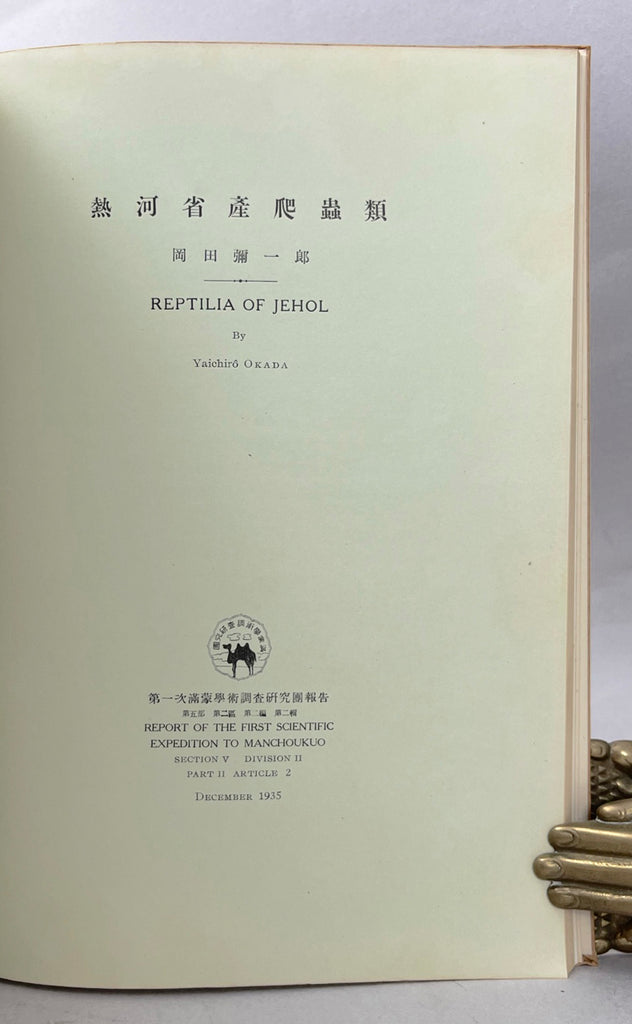 熱河省產爬蟲類
岡田彌一郎
REPTILIA OF JEHOL
By
Yaichirô OKADA
第一次滿蒙學術調查研究團報告
第五部 第二區 第二編 第二輯
REPORT OF THE FIRST SCIENTIFIC
EXPEDITION TO MANCHOUKUO
SECTION V DIVISION II
PART II ARTICLE 2
DECEMBER 1935